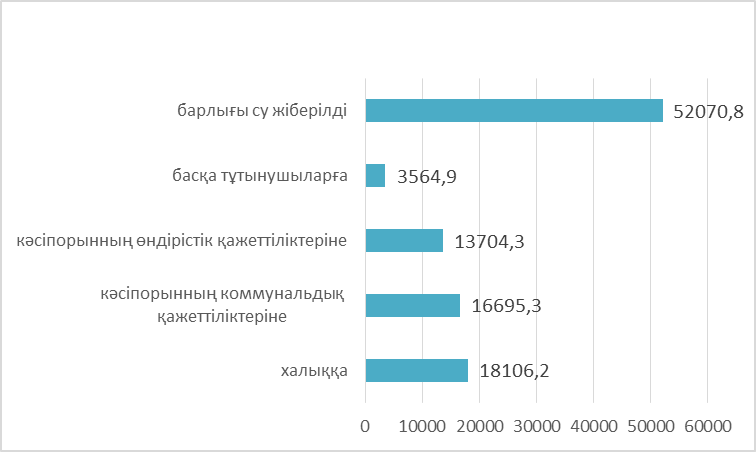 барлығы су жіберілді
52070,8
басқа тұтынушыларға
3564,9
кәсіпорынның өндірістік қажеттіліктеріне
13704,3
кәсіпорынның коммунальдық
қажеттіліктеріне
16695,3
халыққа
18106,2
0 10000 20000 30000 40000 50000 60000